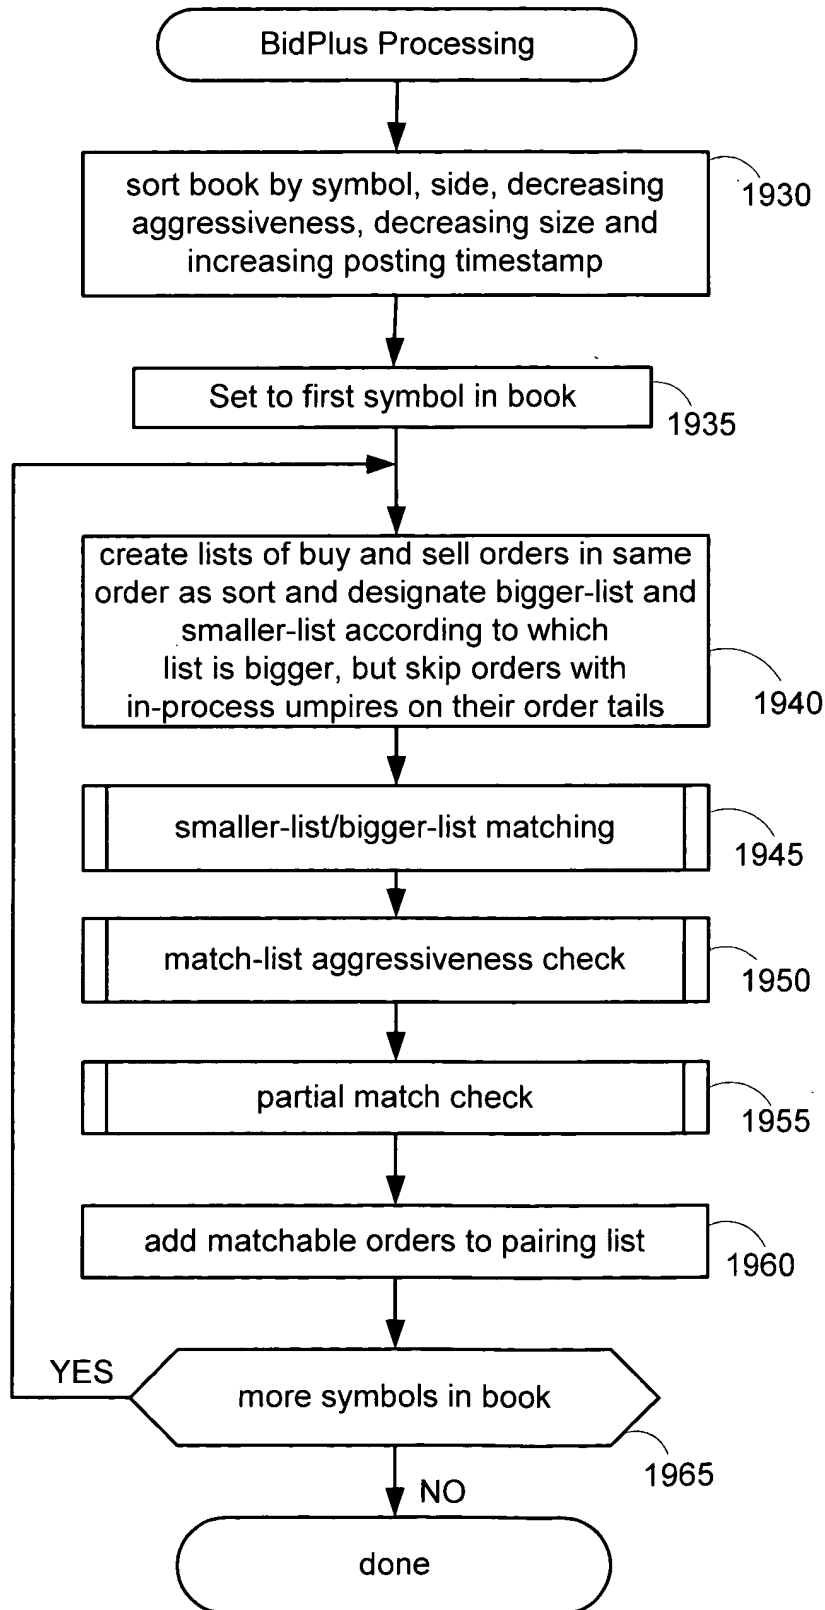 BidPlus Processing
sort book by symbol, side, decreasing
aggressiveness, decreasing size and
increasing posting timestamp
1930
Set to first symbol in book
1935
create lists of buy and sell orders in same
order as sort and designate bigger-list and
smaller-list according to which
list is bigger, but skip orders with
in-process umpires on their order tails
1940
smaller-list/bigger-list matching
1945
match-list aggressiveness check
1950
partial match check
1955
add matchable orders to pairing list
1960
YES
more symbols in book
1965
NO
done